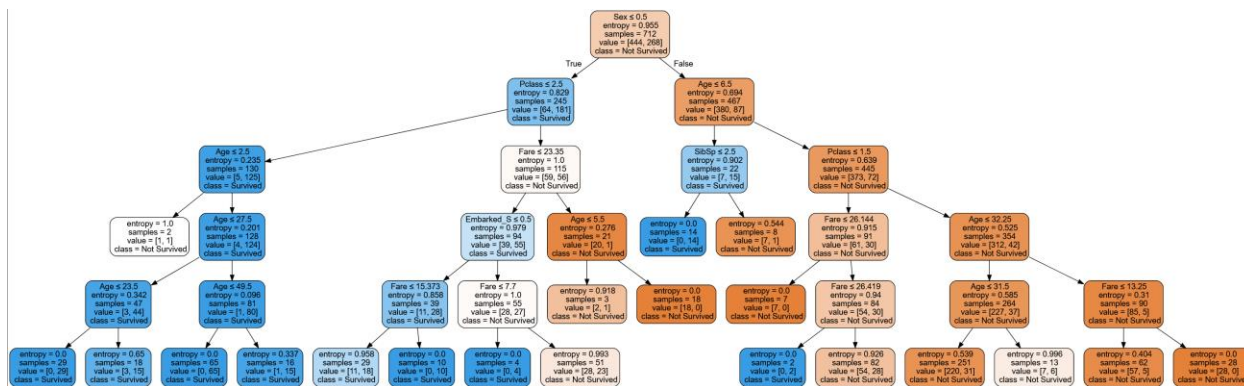 Sex ≤ 0.5
entropy = 0.955
samples = 712
value = [444, 268]
class = Not Survived
True
False
Pclass ≤ 2.5
entropy = 0.829
samples = 245
value = [64, 181]
class = Survived
Age ≤ 6.5
entropy = 0.694
samples = 467
value = [380, 87]
class = Not Survived
Age ≤ 2.5
entropy = 0.235
samples = 130
value = [5, 125]
class = Survived
Fare ≤ 23.35
entropy = 1.0
samples = 115
value = [59, 56]
class = Not Survived
SibSp ≤ 2.5
entropy = 0.902
samples = 22
value = [7, 15]
class = Survived
Pclass ≤ 1.5
entropy = 0.639
samples = 445
value = [373, 72]
class = Not Survived
entropy = 1.0
samples = 2
value = [1, 1]
class = Not Survived
Age ≤ 27.5
entropy = 0.201
samples = 128
value = [4, 124]
class = Survived
Embarked_S ≤ 0.5
entropy = 0.979
samples = 94
value = [39, 55]
class = Survived
Age ≤ 5.5
entropy = 0.276
samples = 21
value = [20, 1]
class = Not Survived
entropy = 0.0
samples = 14
value = [0, 14]
class = Survived
entropy = 0.544
samples = 8
value = [7, 1]
class = Not Survived
Fare ≤ 26.144
entropy = 0.915
samples = 91
value = [61, 30]
class = Not Survived
Age ≤ 32.25
entropy = 0.525
samples = 354
value = [312, 42]
class = Not Survived
Age ≤ 23.5
entropy = 0.342
samples = 47
value = [3, 44]
class = Survived
Age ≤ 49.5
entropy = 0.096
samples = 81
value = [1, 80]
class = Survived
Fare ≤ 15.373
entropy = 0.858
samples = 39
value = [11, 28]
class = Survived
Fare ≤ 7.7
entropy = 1.0
samples = 55
value = [28, 27]
class = Not Survived
entropy = 0.918
samples = 3
value = [2, 1]
class = Not Survived
entropy = 0.0
samples = 18
value = [18, 0]
class = Not Survived
entropy = 0.0
samples = 7
value = [7, 0]
class = Not Survived
Fare ≤ 26.419
entropy = 0.94
samples = 84
value = [54, 30]
class = Not Survived
Age ≤ 31.5
entropy = 0.585
samples = 264
value = [227, 37]
class = Not Survived
Fare ≤ 13.25
entropy = 0.31
samples = 90
value = [85, 5]
class = Not Survived
entropy = 0.0
samples = 29
value = [0, 29]
class = Survived
entropy = 0.65
samples = 18
value = [3, 15]
class = Survived
entropy = 0.0
samples = 65
value = [0, 65]
class = Survived
entropy = 0.337
samples = 16
value = [1, 15]
class = Survived
entropy = 0.958
samples = 29
value = [11, 18]
class = Survived
entropy = 0.0
samples = 10
value = [0, 10]
class = Survived
entropy = 0.0
samples = 4
value = [0, 4]
class = Survived
entropy = 0.993
samples = 51
value = [28, 23]
class = Not Survived
entropy = 0.0
samples = 2
value = [0, 2]
class = Survived
entropy = 0.926
samples = 82
value = [54, 28]
class = Not Survived
entropy = 0.539
samples = 251
value = [220, 31]
class = Not Survived
entropy = 0.996
samples = 13
value = [7, 6]
class = Not Survived
entropy = 0.404
samples = 62
value = [57, 5]
class = Not Survived
entropy = 0.0
samples = 28
value = [28, 0]
class = Not Survived